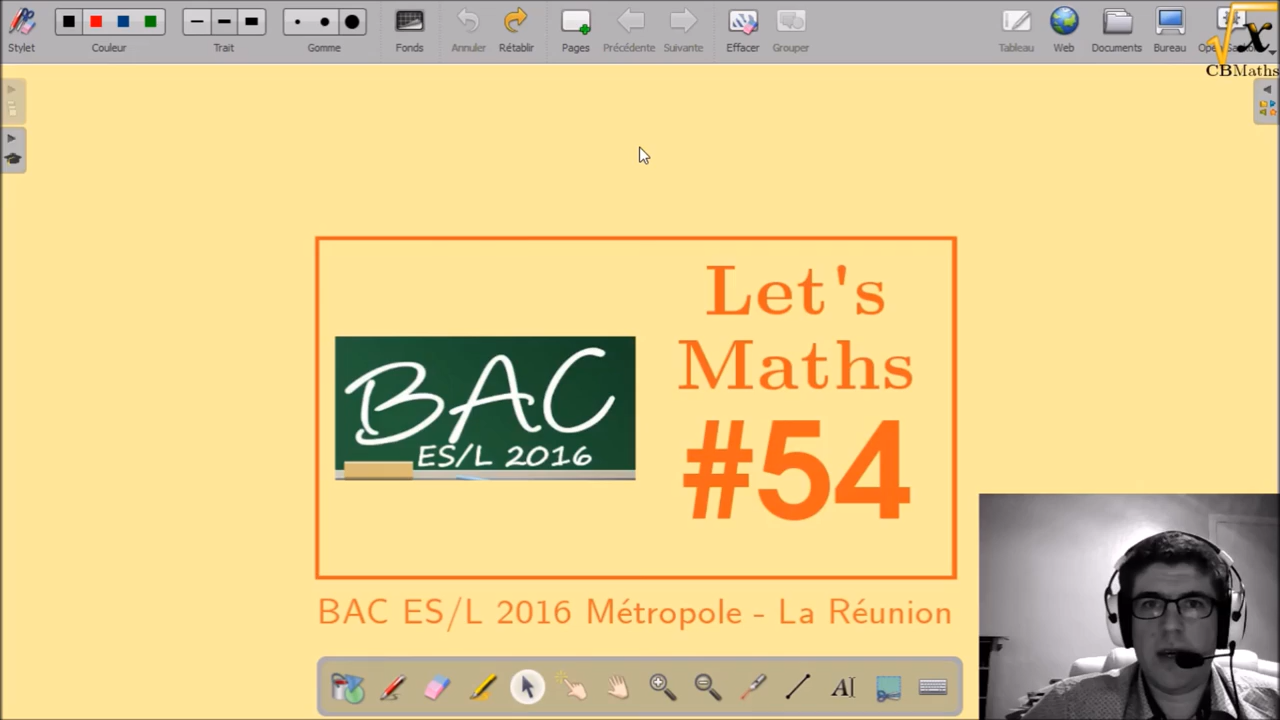 Stylet
Couleur
Trait
Gomme
Fonds
Annuler
Rétablir
Pages
Précédente
Suivante
Effacer
Grouper
Tableau
Web
Documents
Bureau
CBMaths
Let's
Maths
#54
BAC
ES/L 2016
BAC ES/L 2016 Métropole - La Réunion